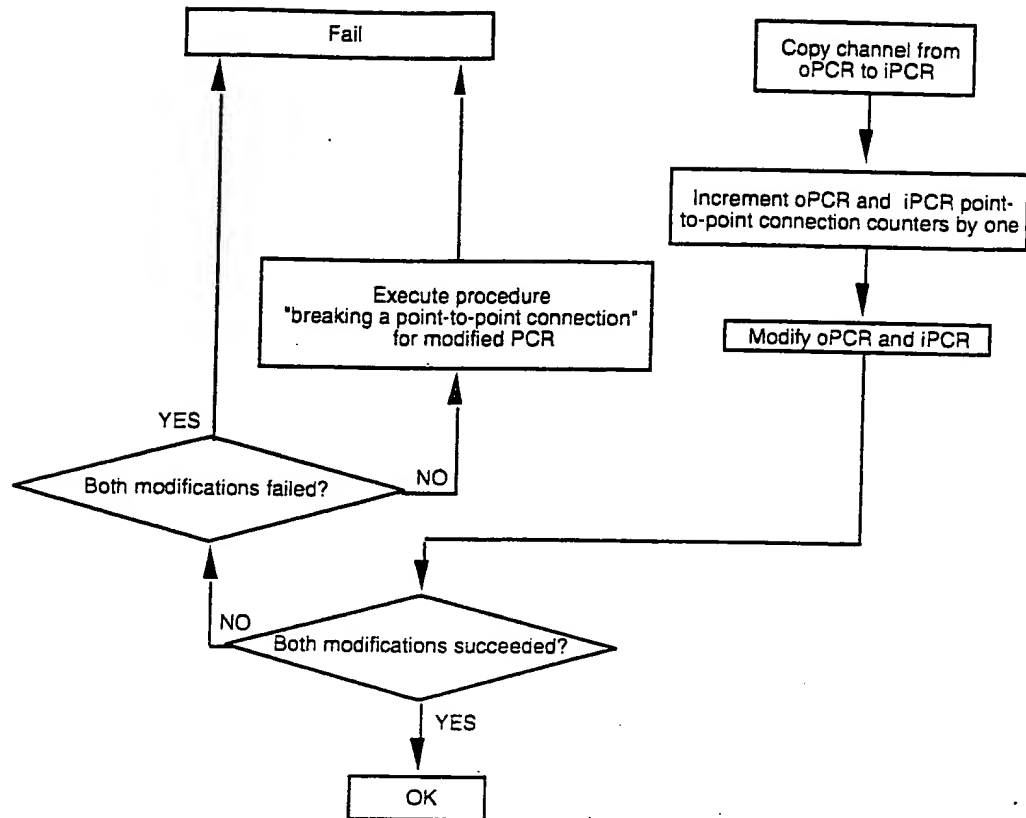 Fail
Copy channel from
oPCR to iPCR
Increment oPCR and iPCR point-
to-point connection counters by one
Execute procedure
"breaking a point-to-point connection"
for modified PCR
Modify oPCR and iPCR
YES
Both modifications failed?
NO
NO
Both modifications succeeded?
YES
OK